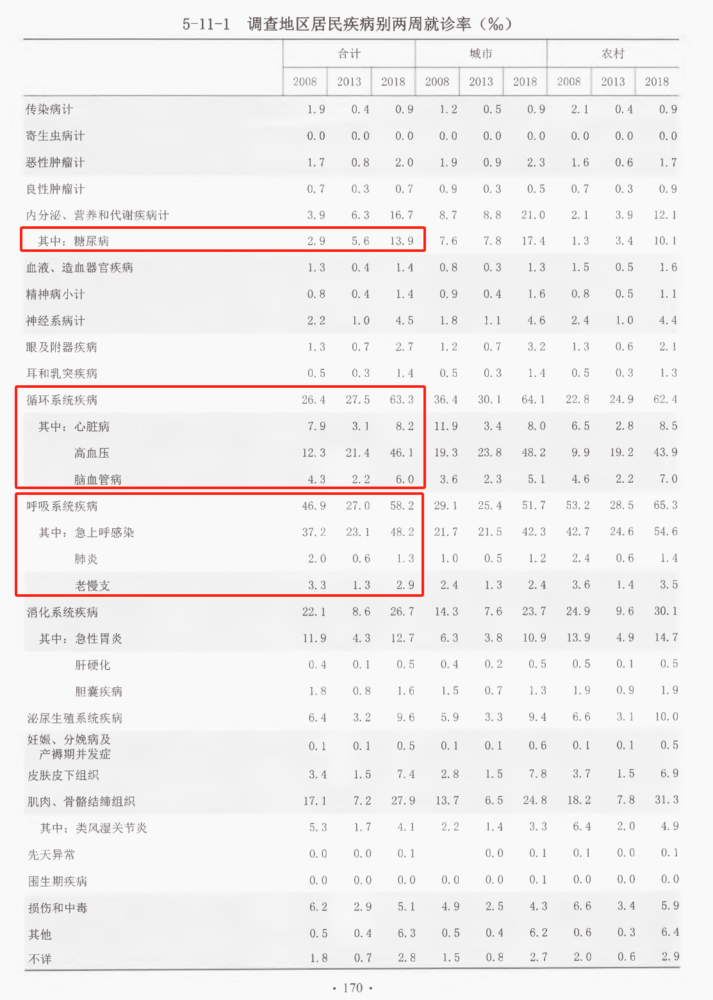 5-11-1 调查地区居民疾病别两周就诊率（‰）
合计 城市 农村
2008 2013 2018 2008 2013 2018 2008 2013 2018
传染病计 1.9 0.4 0.9 1.2 0.5 0.9 2.1 0.4 0.9
寄生虫病计 0.0 0.0 0.0 0.0 0.0 0.0 0.0 0.0 0.0
恶性肿瘤计 1.7 0.8 2.0 1.9 0.9 2.3 1.6 0.6 1.7
良性肿瘤计 0.7 0.3 0.7 0.9 0.3 0.5 0.7 0.3 0.9
内分泌、营养和代谢疾病计 3.9 6.3 16.7 8.7 8.8 21.0 2.1 3.9 12.1
其中：糖尿病 2.9 5.6 13.9 7.6 7.8 17.4 1.3 3.4 10.1
血液、造血器官疾病 1.3 0.4 1.4 0.8 0.3 1.3 1.5 0.5 1.6
精神病小计 0.8 0.4 1.4 0.9 0.4 1.6 0.8 0.5 1.1
神经系病计 2.2 1.0 4.5 1.8 1.1 4.6 2.4 1.0 4.4
眼及附器疾病 1.3 0.7 2.7 1.2 0.7 3.2 1.3 0.6 2.1
耳和乳突疾病 0.5 0.3 1.4 0.5 0.3 1.4 0.5 0.3 1.3
循环系统疾病 26.4 27.5 63.3 36.4 30.1 64.1 22.8 24.9 62.4
其中：心脏病 7.9 3.1 8.2 11.9 3.4 8.0 6.5 2.8 8.5
高血压 12.3 21.4 46.1 19.3 23.8 48.2 9.9 19.2 43.9
脑血管病 4.3 2.2 6.0 3.6 2.3 5.1 4.6 2.2 7.0
呼吸系统疾病 46.9 27.0 58.2 29.1 25.4 51.7 53.2 28.5 65.3
其中：急上呼感染 37.2 23.1 48.2 21.7 21.5 42.3 42.7 24.6 54.6
肺炎 2.0 0.6 1.3 1.0 0.5 1.2 2.4 0.6 1.4
老慢支 3.3 1.3 2.9 2.4 1.3 2.4 3.6 1.4 3.5
消化系统疾病 22.1 8.6 26.7 14.3 7.6 23.7 24.9 9.6 30.1
其中：急性胃炎 11.9 4.3 12.7 6.3 3.8 10.9 13.9 4.9 14.7
肝硬化 0.4 0.1 0.5 0.4 0.2 0.5 0.5 0.1 0.5
胆囊疾病 1.8 0.8 1.6 1.5 0.7 1.3 1.9 0.9 1.9
泌尿生殖系统疾病 6.4 3.2 9.6 5.9 3.3 9.4 6.6 3.1 10.0
妊娠、分娩病及
产褥期并发症 0.1 0.1 0.5 0.1 0.1 0.6 0.1 0.1 0.5
皮肤皮下组织 3.4 1.5 7.4 2.8 1.5 7.8 3.7 1.5 6.9
肌肉、骨骼结缔组织 17.1 7.2 27.9 13.7 6.5 24.8 18.2 7.8 31.3
其中：类风湿关节炎 5.3 1.7 4.1 2.2 1.4 3.3 6.4 2.0 4.9
先天异常 0.0 0.0 0.1 0.0 0.1 0.1 0.0 0.1
围生期疾病 0.0 0.0 0.0 0.0 0.0 0.1 0.0 0.0 0.0
损伤和中毒 6.2 2.9 5.1 4.9 2.5 4.3 6.6 3.4 5.9
其他 0.5 0.4 6.3 0.5 0.4 6.2 0.6 0.3 6.4
不详 1.8 0.7 2.8 1.5 0.8 2.7 2.0 0.6 2.9
· 170 ·